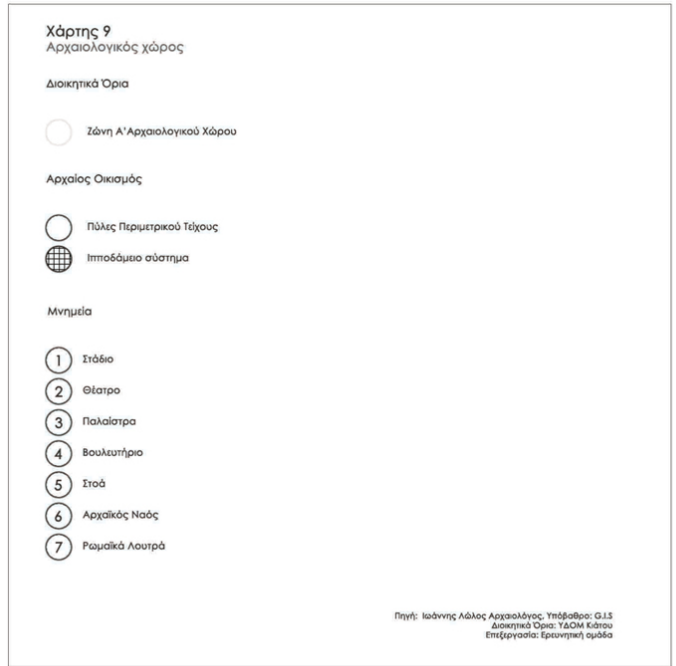 Χάρτης 9
Αρχαιολογικός χώρος
Διοικητικά Όρια
Ζώνη Α' Αρχαιολογικού Χώρου
Αρχαίος Οικισμός
Πύλες Περιμετρικού Τείχους
Ιπποδάμειο σύστημα
Μνημεία
1 Στάδιο
2 Θέατρο
3 Παλαίστρα
4 Βουλευτήριο
5 Στοά
6 Αρχαϊκός Ναός
7 Ρωμαϊκά Λουτρά
Πηγή: Ιωάννης Λώλος Αρχαιολόγος, Υπόβαθρο: G.I.S
Διοικητικά Όρια: ΥΔΟΜ Κιάτου
Επεξεργασία: Ερευνητική ομάδα